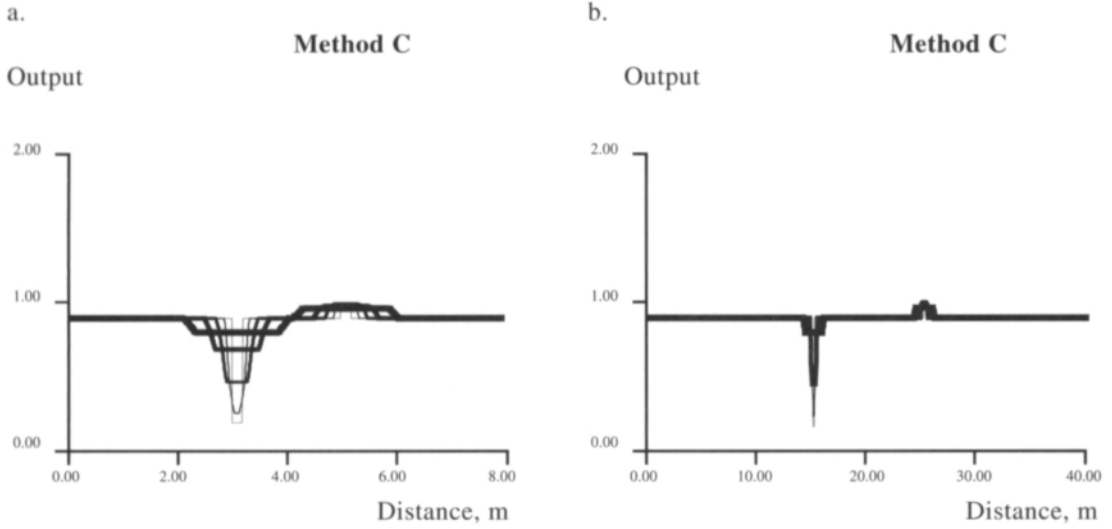 a.
Method C
Output
2.00
1.00
0.00
0.00 2.00 4.00 6.00 8.00
Distance, m
b.
Method C
Output
2.00
1.00
0.00
0.00 10.00 20.00 30.00 40.00
Distance, m